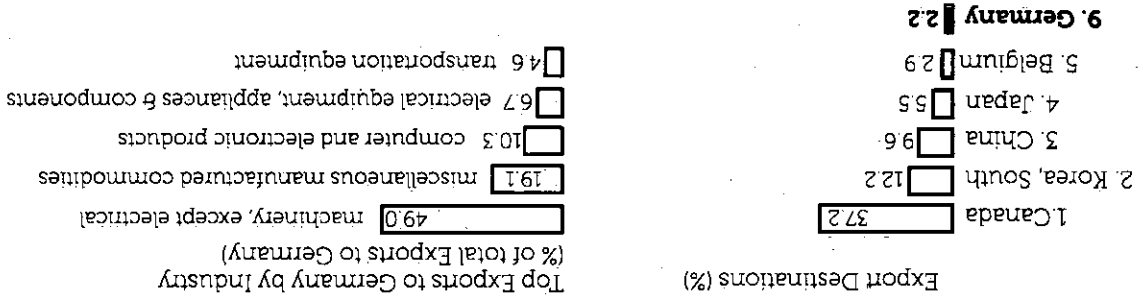 Export Destinations (%)
1.Canada 37.2
2. Korea, South 12.2
3. China 9.6
4. Japan 5.5
5. Belgium 2.9
9. Germany 2.2
Top Exports to Germany by Industry
(% of total Exports to Germany)
49.0 machinery, except electrical
19.1 miscellaneous manufactured commodities
10.3 computer and electronic products
6.7 electrical equipment, appliances & components
4.6 transportation equipment